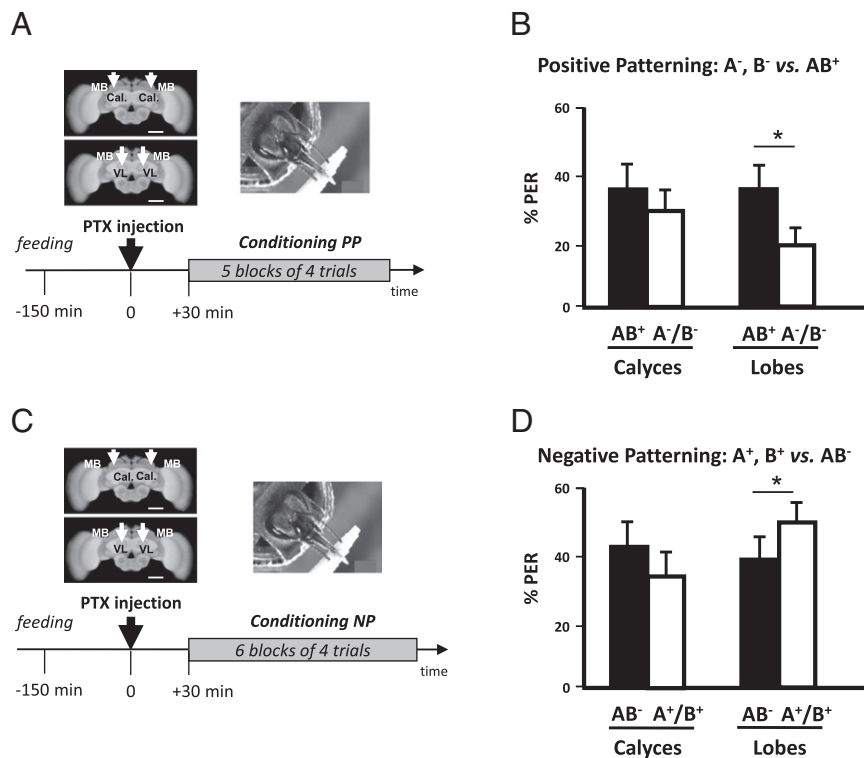 A
MB MB
Cal. Cal.
MB MB
VL VL
PTX injection
feeding
Conditioning PP
5 blocks of 4 trials
time
-150 min 0 +30 min
B
Positive Patterning: A⁻, B⁻ vs. AB⁺
60
40
20
0
% PER
*
AB⁺ A⁻/B⁻ AB⁺ A⁻/B⁻
Calyces Lobes
C
MB MB
Cal. Cal.
MB MB
VL VL
PTX injection
feeding
Conditioning NP
6 blocks of 4 trials
time
-150 min 0 +30 min
D
Negative Patterning: A⁺, B⁺ vs. AB⁻
60
40
20
0
% PER
*
AB⁻ A⁺/B⁺ AB⁻ A⁺/B⁺
Calyces Lobes